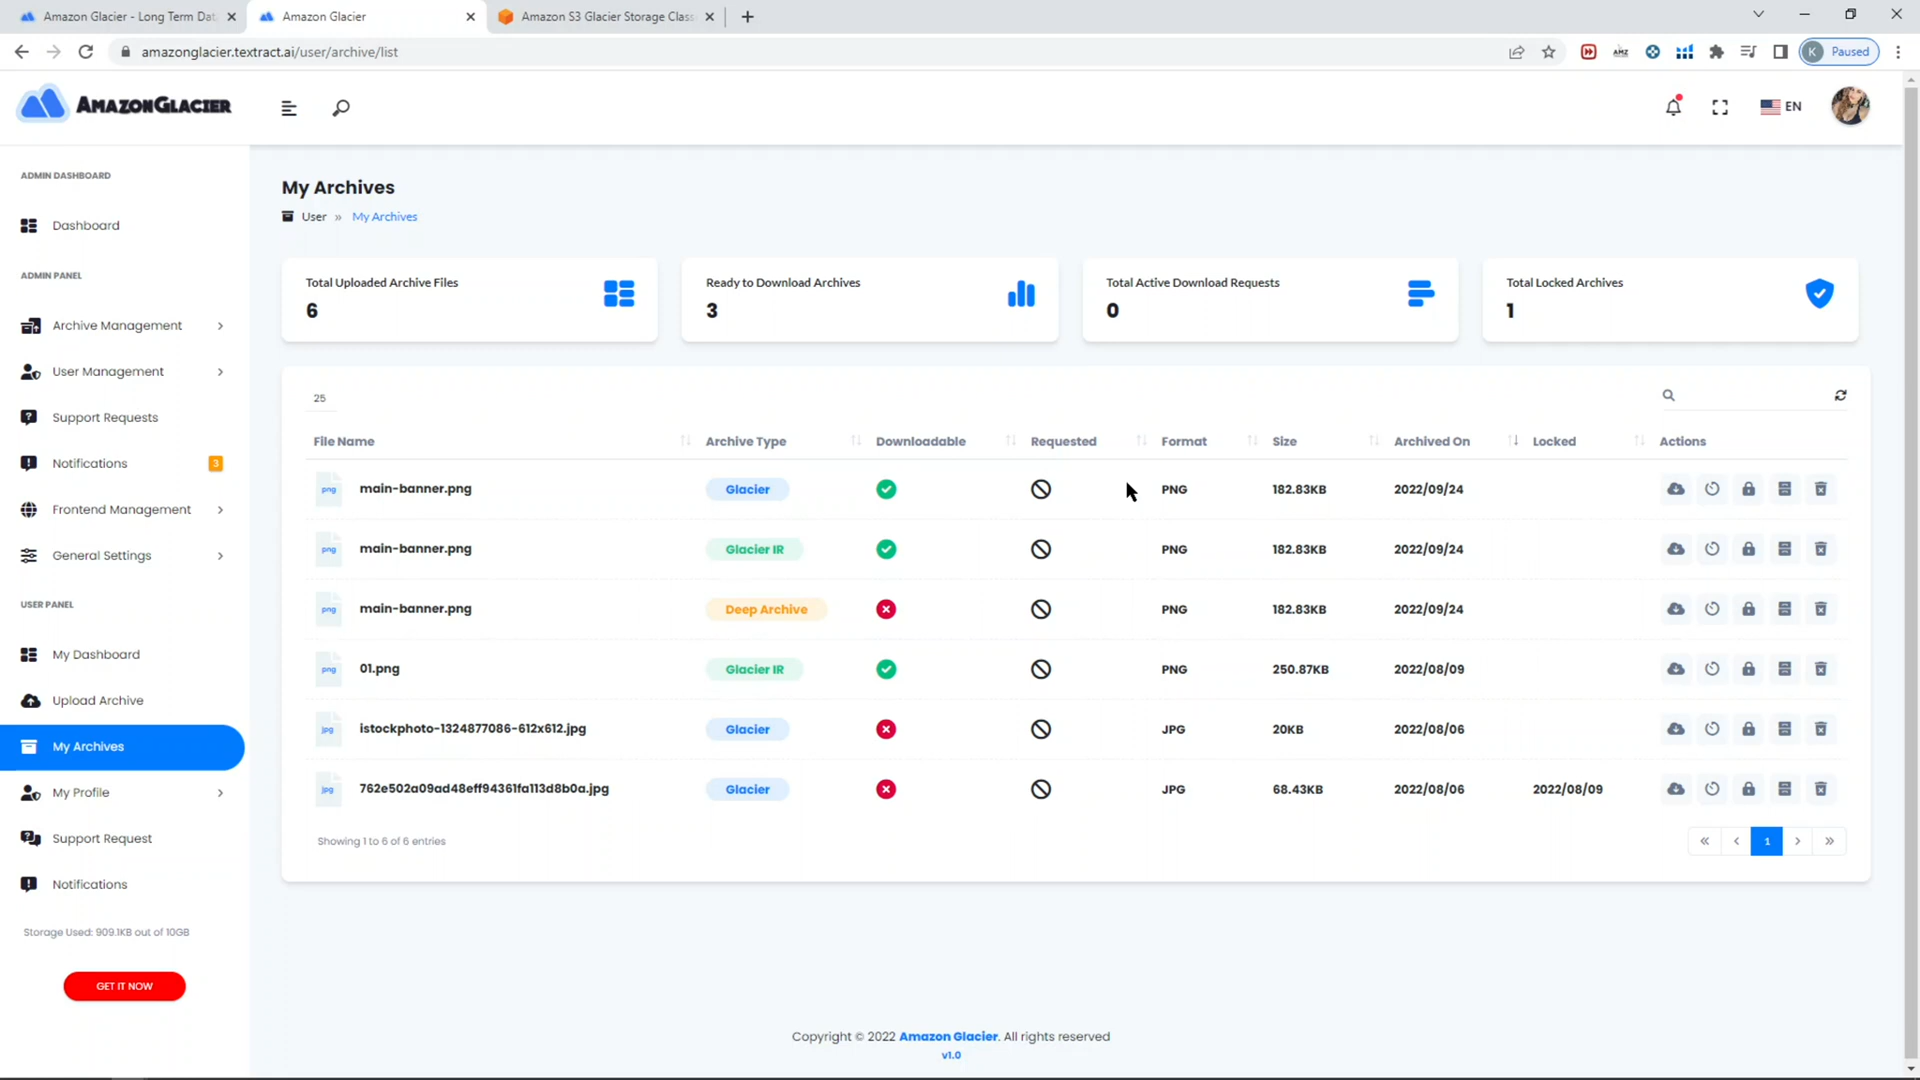 Amazon Glacier - Long Term Dat
Amazon Glacier
Amazon S3 Glacier Storage Class
amazonglacier.textract.ai/user/archive/list
K Paused
AMAZONGLACIER
EN
ADMIN DASHBOARD
Dashboard
ADMIN PANEL
Archive Management
User Management
Support Requests
Notifications 3
Frontend Management
General Settings
USER PANEL
My Dashboard
Upload Archive
My Archives
My Profile
Support Request
Notifications
Storage Used: 909.1KB out of 10GB
GET IT NOW
My Archives
User » My Archives
Total Uploaded Archive Files
6
Ready to Download Archives
3
Total Active Download Requests
0
Total Locked Archives
1
25
File Name Archive Type Downloadable Requested Format Size Archived On Locked Actions
png main-banner.png Glacier PNG 182.83KB 2022/09/24
png main-banner.png Glacier IR PNG 182.83KB 2022/09/24
png main-banner.png Deep Archive PNG 182.83KB 2022/09/24
png 01.png Glacier IR PNG 250.87KB 2022/08/09
jpg istockphoto-1324877086-612x612.jpg Glacier JPG 20KB 2022/08/06
jpg 762e502a09ad48eff94361fa113d8b0a.jpg Glacier JPG 68.43KB 2022/08/06 2022/08/09
Showing 1 to 6 of 6 entries
« ‹ 1 › »
Copyright © 2022 Amazon Glacier. All rights reserved
v1.0